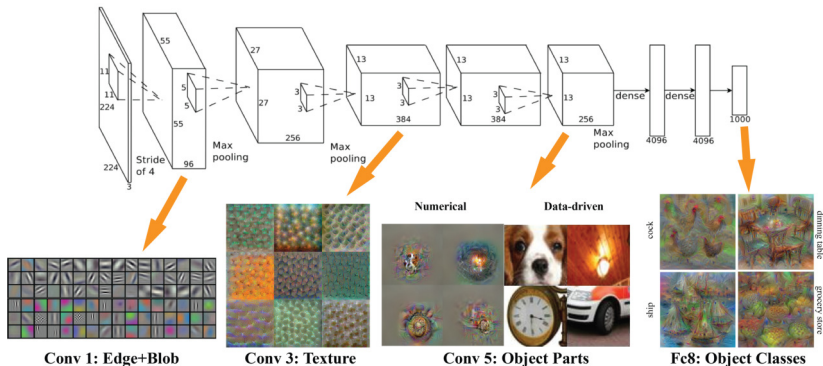 55
27
13
13
13
11
5
3
3
3
11
5
3
3
3
224
27
13
13
13
dense
dense
55
384
384
256
1000
256
Max
pooling
4096
4096
Max
pooling
Max
pooling
96
Stride
of 4
224
3
Numerical
Data-driven
cock
dinning table
ship
grocery store
Conv 1: Edge+Blob
Conv 3: Texture
Conv 5: Object Parts
Fc8: Object Classes